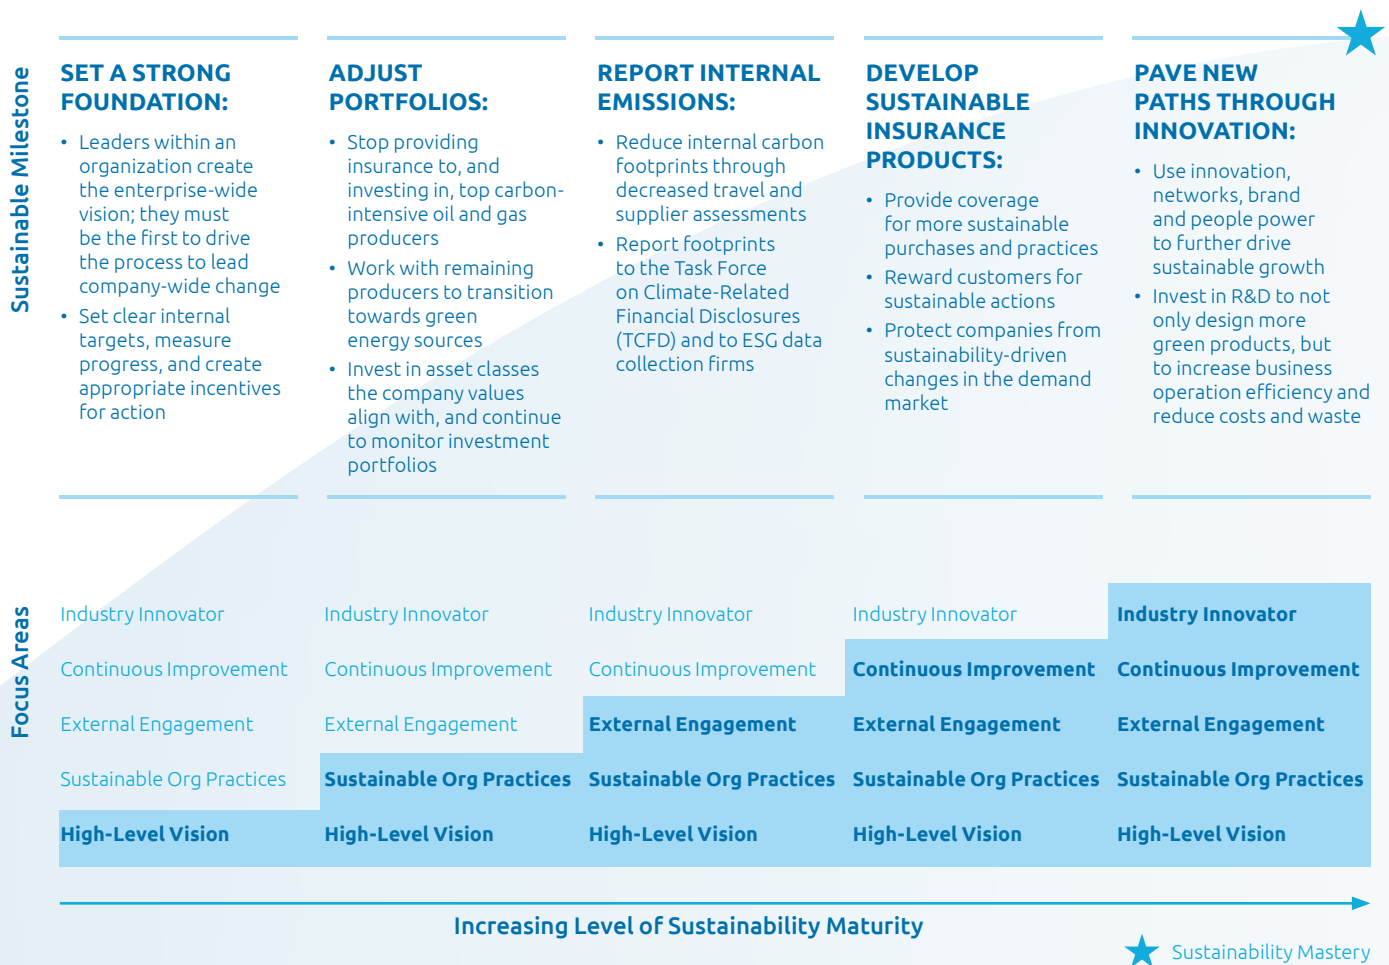 Sustainable Milestone
SET A STRONG
FOUNDATION:
• Leaders within an
organization create
the enterprise-wide
vision; they must
be the first to drive
the process to lead
company-wide change
• Set clear internal
targets, measure
progress, and create
appropriate incentives
for action
ADJUST
PORTFOLIOS:
• Stop providing
insurance to, and
investing in, top carbon-
intensive oil and gas
producers
• Work with remaining
producers to transition
towards green
energy sources
• Invest in asset classes
the company values
align with, and continue
to monitor investment
portfolios
REPORT INTERNAL
EMISSIONS:
• Reduce internal carbon
footprints through
decreased travel and
supplier assessments
• Report footprints
to the Task Force
on Climate-Related
Financial Disclosures
(TCFD) and to ESG data
collection firms
DEVELOP
SUSTAINABLE
INSURANCE
PRODUCTS:
• Provide coverage
for more sustainable
purchases and practices
• Reward customers for
sustainable actions
• Protect companies from
sustainability-driven
changes in the demand
market
PAVE NEW
PATHS THROUGH
INNOVATION:
• Use innovation,
networks, brand
and people power
to further drive
sustainable growth
• Invest in R&D to not
only design more
green products, but
to increase business
operation efficiency and
reduce costs and waste
Focus Areas
Industry Innovator Industry Innovator Industry Innovator Industry Innovator Industry Innovator
Continuous Improvement Continuous Improvement Continuous Improvement Continuous Improvement Continuous Improvement
External Engagement External Engagement External Engagement External Engagement External Engagement
Sustainable Org Practices Sustainable Org Practices Sustainable Org Practices Sustainable Org Practices Sustainable Org Practices
High-Level Vision High-Level Vision High-Level Vision High-Level Vision High-Level Vision
Increasing Level of Sustainability Maturity
Sustainability Mastery